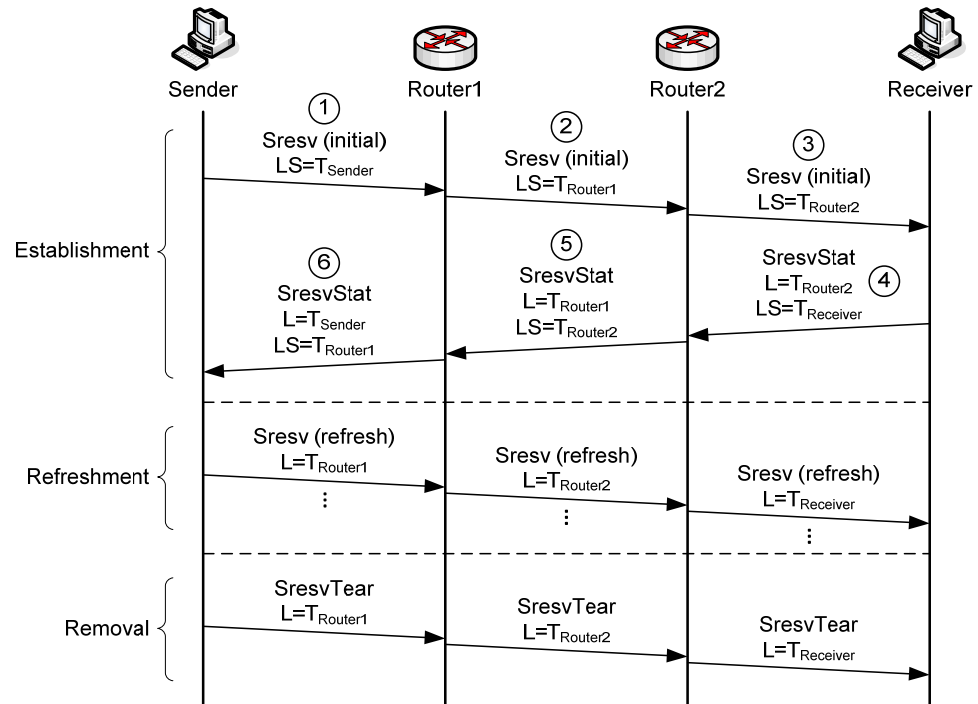 Sender
Router1
Router2
Receiver
Establishment
1
Sresv (initial)
LS=TSender
2
Sresv (initial)
LS=TRouter1
3
Sresv (initial)
LS=TRouter2
4
SresvStat
L=TRouter2
LS=TReceiver
5
SresvStat
L=TRouter1
LS=TRouter2
6
SresvStat
L=TSender
LS=TRouter1
Refreshment
Sresv (refresh)
L=TRouter1
...
Sresv (refresh)
L=TRouter2
...
Sresv (refresh)
L=TReceiver
...
Removal
SresvTear
L=TRouter1
SresvTear
L=TRouter2
SresvTear
L=TReceiver